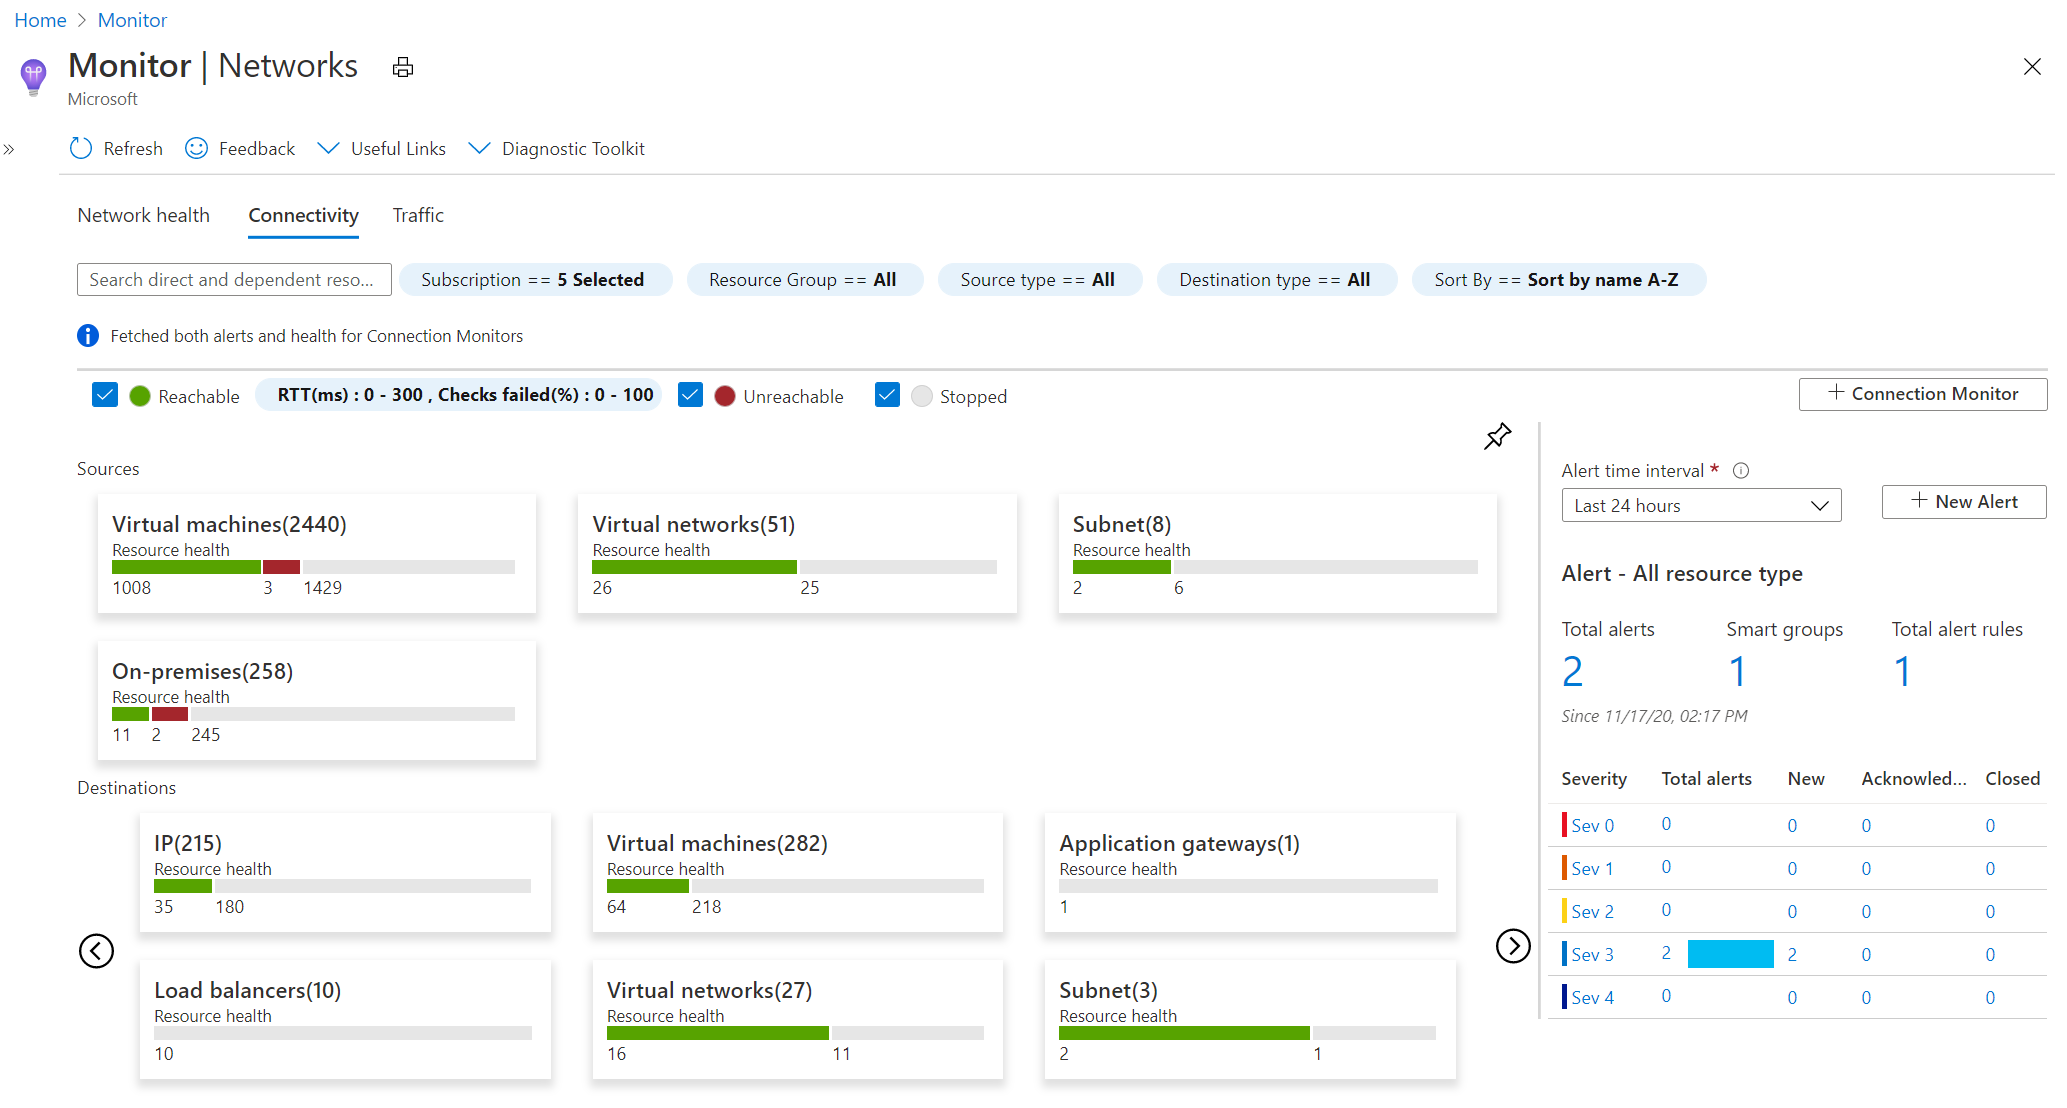 Home > Monitor
Monitor | Networks
Microsoft
Refresh Feedback Useful Links Diagnostic Toolkit
Network health Connectivity Traffic
Search direct and dependent reso... Subscription == 5 Selected Resource Group == All Source type == All Destination type == All Sort By == Sort by name A-Z
Fetched both alerts and health for Connection Monitors
Reachable RTT(ms) : 0 - 300 , Checks failed(%) : 0 - 100 Unreachable Stopped
+ Connection Monitor
Sources
Virtual machines(2440)
Resource health
1008 3 1429
Virtual networks(51)
Resource health
26 25
Subnet(8)
Resource health
2 6
On-premises(258)
Resource health
11 2 245
Destinations
IP(215)
Resource health
35 180
Virtual machines(282)
Resource health
64 218
Application gateways(1)
Resource health
1
Load balancers(10)
Resource health
10
Virtual networks(27)
Resource health
16 11
Subnet(3)
Resource health
2 1
Alert time interval *
Last 24 hours
+ New Alert
Alert - All resource type
Total alerts Smart groups Total alert rules
2 1 1
Since 11/17/20, 02:17 PM
Severity Total alerts New Acknowled... Closed
Sev 0 0 0 0 0
Sev 1 0 0 0 0
Sev 2 0 0 0 0
Sev 3 2 2 0 0
Sev 4 0 0 0 0